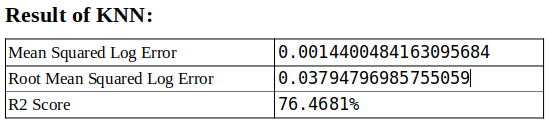 Result of KNN:
Mean Squared Log Error 0.0014400484163095684
Root Mean Squared Log Error 0.03794796985755059
R2 Score 76.4681%